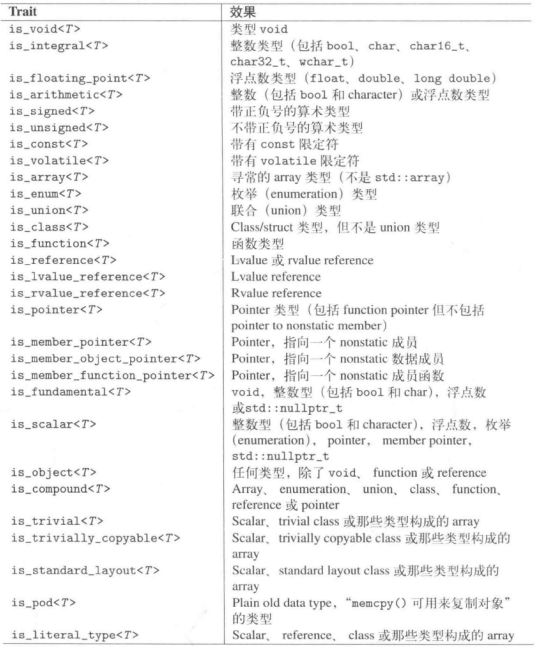 Trait 效果
is_void<T> 类型 void
is_integral<T> 整数类型（包括 bool、char、char16_t、
char32_t、wchar_t）
is_floating_point<T> 浮点数类型（float、double、long double）
is_arithmetic<T> 整数（包括 bool 和 character）或浮点数类型
is_signed<T> 带正负号的算术类型
is_unsigned<T> 不带正负号的算术类型
is_const<T> 带有 const 限定符
is_volatile<T> 带有 volatile 限定符
is_array<T> 寻常的 array 类型（不是 std::array）
is_enum<T> 枚举（enumeration）类型
is_union<T> 联合（union）类型
is_class<T> Class/struct 类型，但不是 union 类型
is_function<T> 函数类型
is_reference<T> Lvalue 或 rvalue reference
is_lvalue_reference<T> Lvalue reference
is_rvalue_reference<T> Rvalue reference
is_pointer<T> Pointer 类型（包括 function pointer 但不包括
pointer to nonstatic member）
is_member_pointer<T> Pointer，指向一个 nonstatic 成员
is_member_object_pointer<T> Pointer，指向一个 nonstatic 数据成员
is_member_function_pointer<T> Pointer，指向一个 nonstatic 成员函数
is_fundamental<T> void，整数型（包括 bool 和 char），浮点数
或std::nullptr_t
is_scalar<T> 整数型（包括 bool 和 character），浮点数，枚举
(enumeration)，pointer，member pointer，
std::nullptr_t
is_object<T> 任何类型，除了 void、function 或 reference
is_compound<T> Array、enumeration、union、class、function、
reference 或 pointer
is_trivial<T> Scalar、trivial class 或那些类型构成的 array
is_trivially_copyable<T> Scalar、trivially copyable class 或那些类型构成的
array
is_standard_layout<T> Scalar、standard layout class 或那些类型构成的
array
is_pod<T> Plain old data type，“memcpy() 可用来复制对象”
的类型
is_literal_type<T> Scalar、reference、class 或那些类型构成的 array